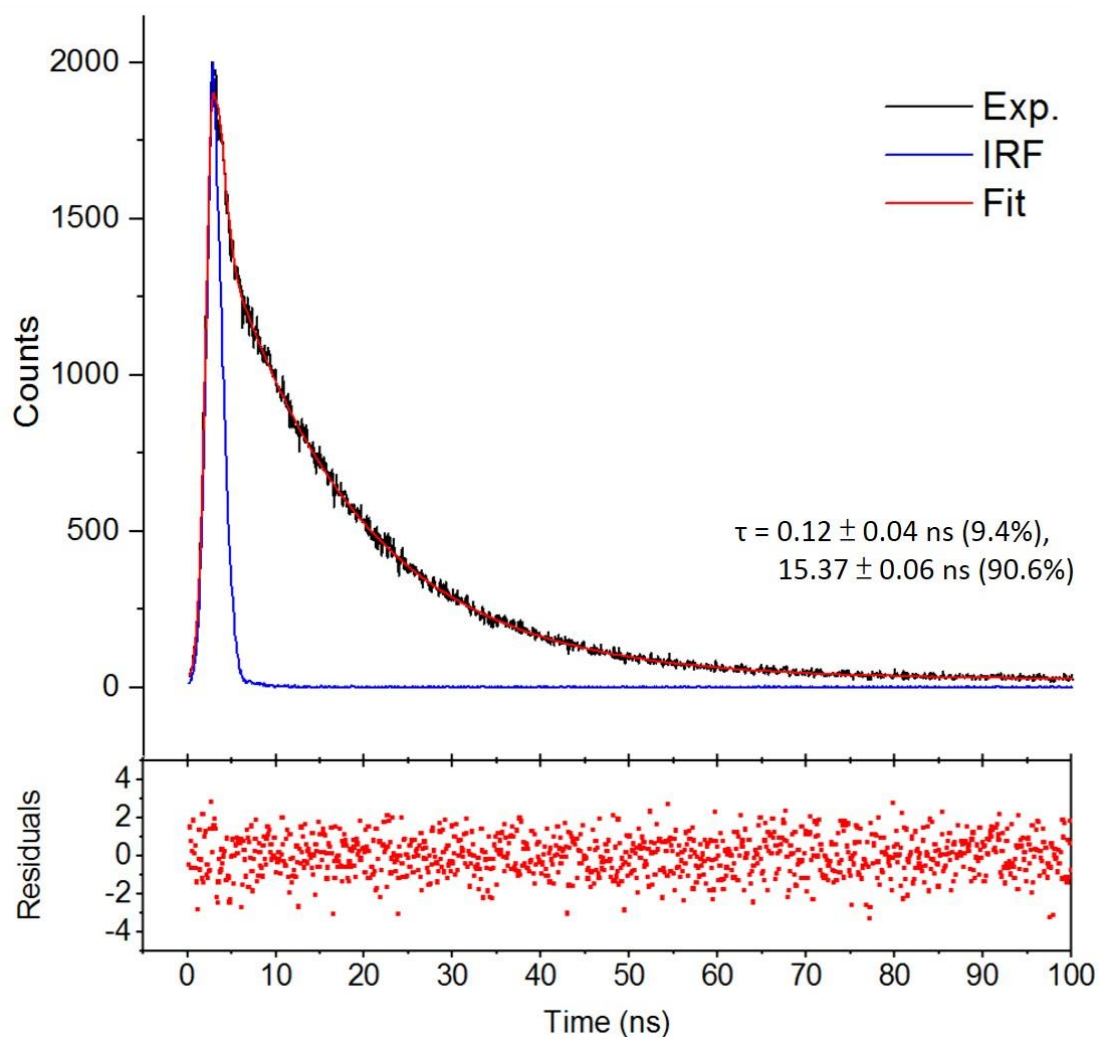 2000
1500
1000
500
0
Counts
Exp.
IRF
Fit
τ = 0.12 ± 0.04 ns (9.4%),
15.37 ± 0.06 ns (90.6%)
4
2
0
-2
-4
Residuals
0 10 20 30 40 50 60 70 80 90 100
Time (ns)